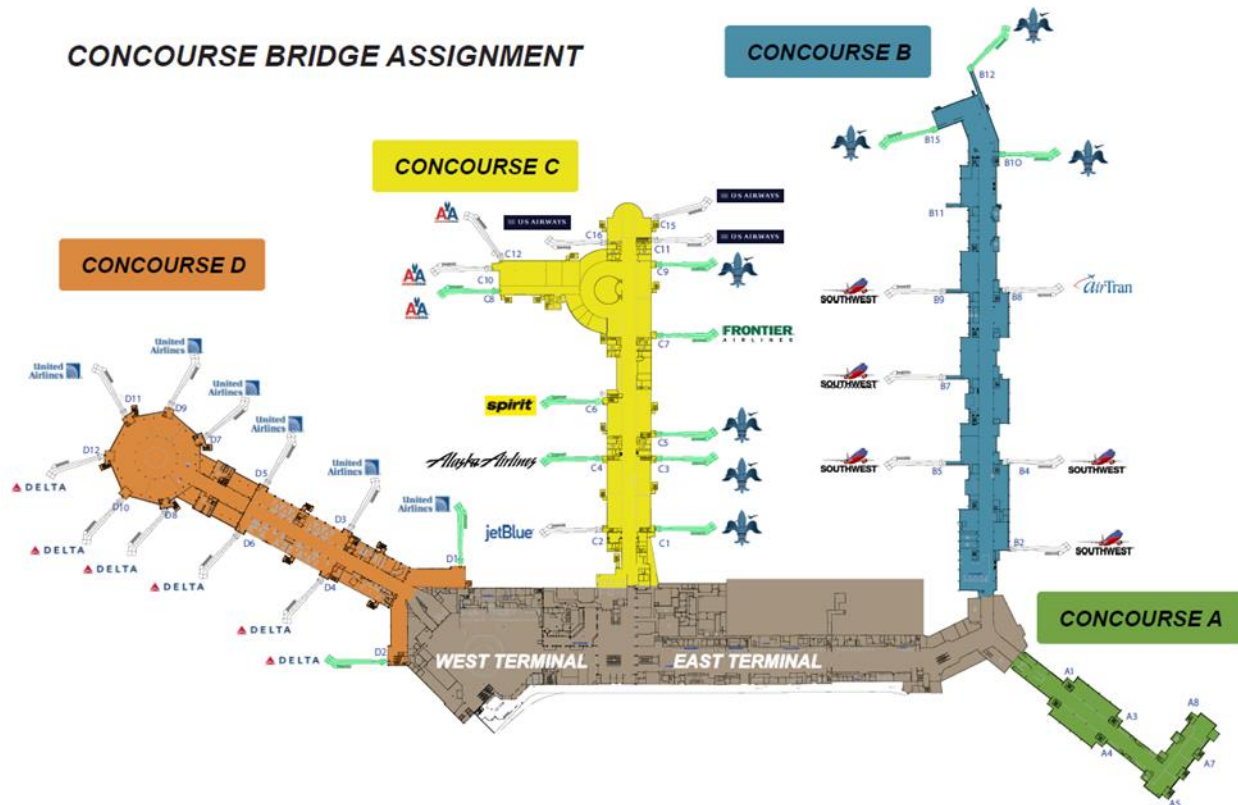 CONCOURSE BRIDGE ASSIGNMENT
CONCOURSE B
B12
B15
B10
B11
SOUTHWEST
B9
B8
airTran
SOUTHWEST
B7
SOUTHWEST
B5
B4
SOUTHWEST
B2
SOUTHWEST
CONCOURSE C
US AIRWAYS
C15
US AIRWAYS
C16
C11
US AIRWAYS
AA
C12
AA
C10
C9
AA
C8
C7
FRONTIER
AIRLINES
spirit
C6
C5
Alaska Airlines
C4
C3
jetBlue
C2
C1
CONCOURSE D
United
Airlines
D11
United
Airlines
D9
United
Airlines
D7
United
Airlines
D5
United
Airlines
D3
United
Airlines
D1
D12
DELTA
D10
DELTA
D8
DELTA
D6
DELTA
D4
DELTA
D2
DELTA
WEST TERMINAL
EAST TERMINAL
CONCOURSE A
A1
A3
A4
A8
A7
A5